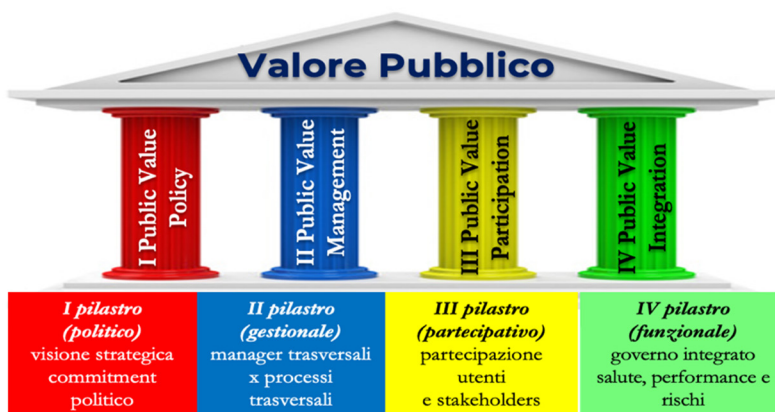 Valore Pubblico
I Public Value
Policy
II Public Value
Management
III Public Value
Participation
IV Public Value
Integration
I pilastro
(politico)
visione strategica
commitment
politico
II pilastro
(gestionale)
manager trasversali
x processi
trasversali
III pilastro
(partecipativo)
partecipazione
utenti
e stakeholders
IV pilastro
(funzionale)
governo integrato
salute, performance e
rischi